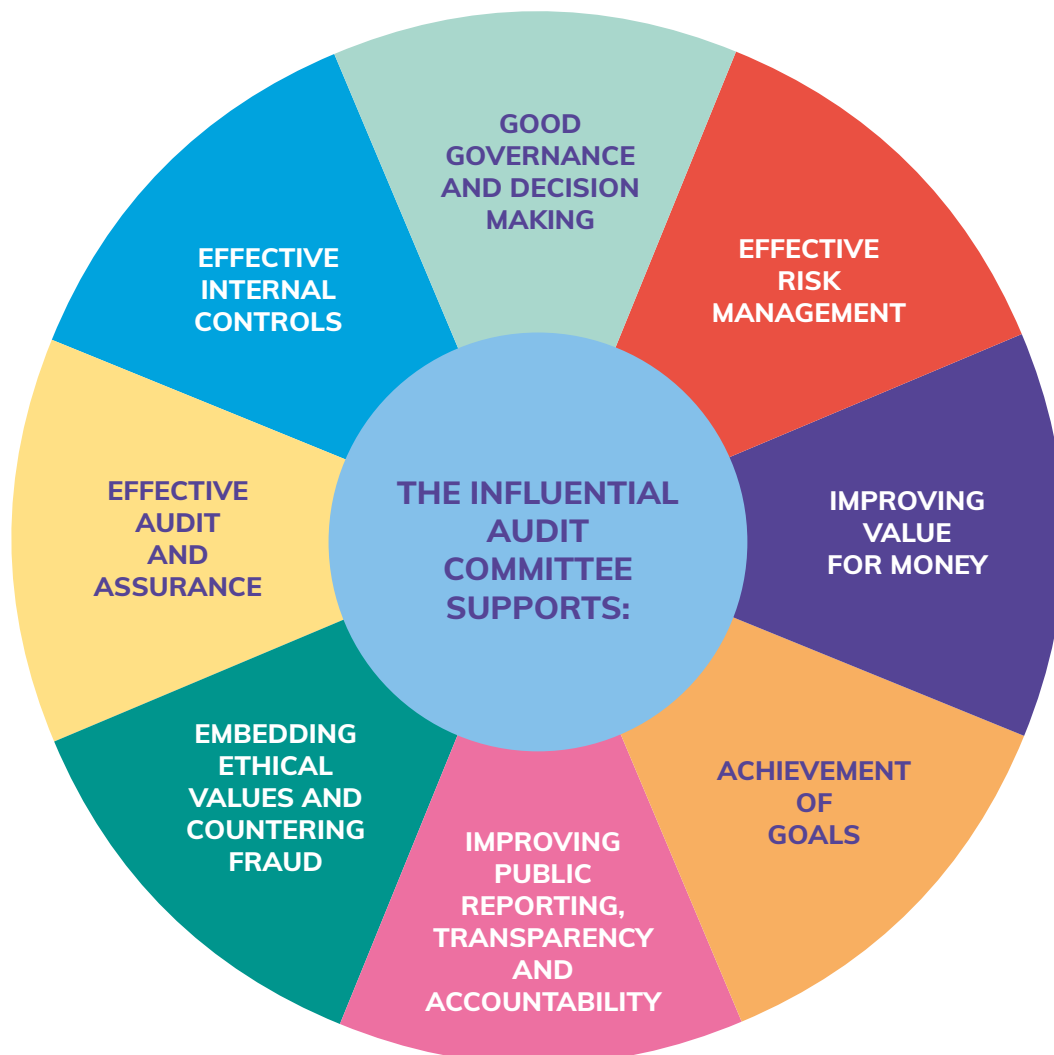 GOOD
GOVERNANCE
AND DECISION
MAKING
EFFECTIVE
RISK
MANAGEMENT
IMPROVING
VALUE
FOR MONEY
ACHIEVEMENT
OF
GOALS
IMPROVING
PUBLIC
REPORTING,
TRANSPARENCY
AND
ACCOUNTABILITY
EMBEDDING
ETHICAL
VALUES AND
COUNTERING
FRAUD
EFFECTIVE
AUDIT
AND
ASSURANCE
EFFECTIVE
INTERNAL
CONTROLS
THE INFLUENTIAL
AUDIT
COMMITTEE
SUPPORTS: